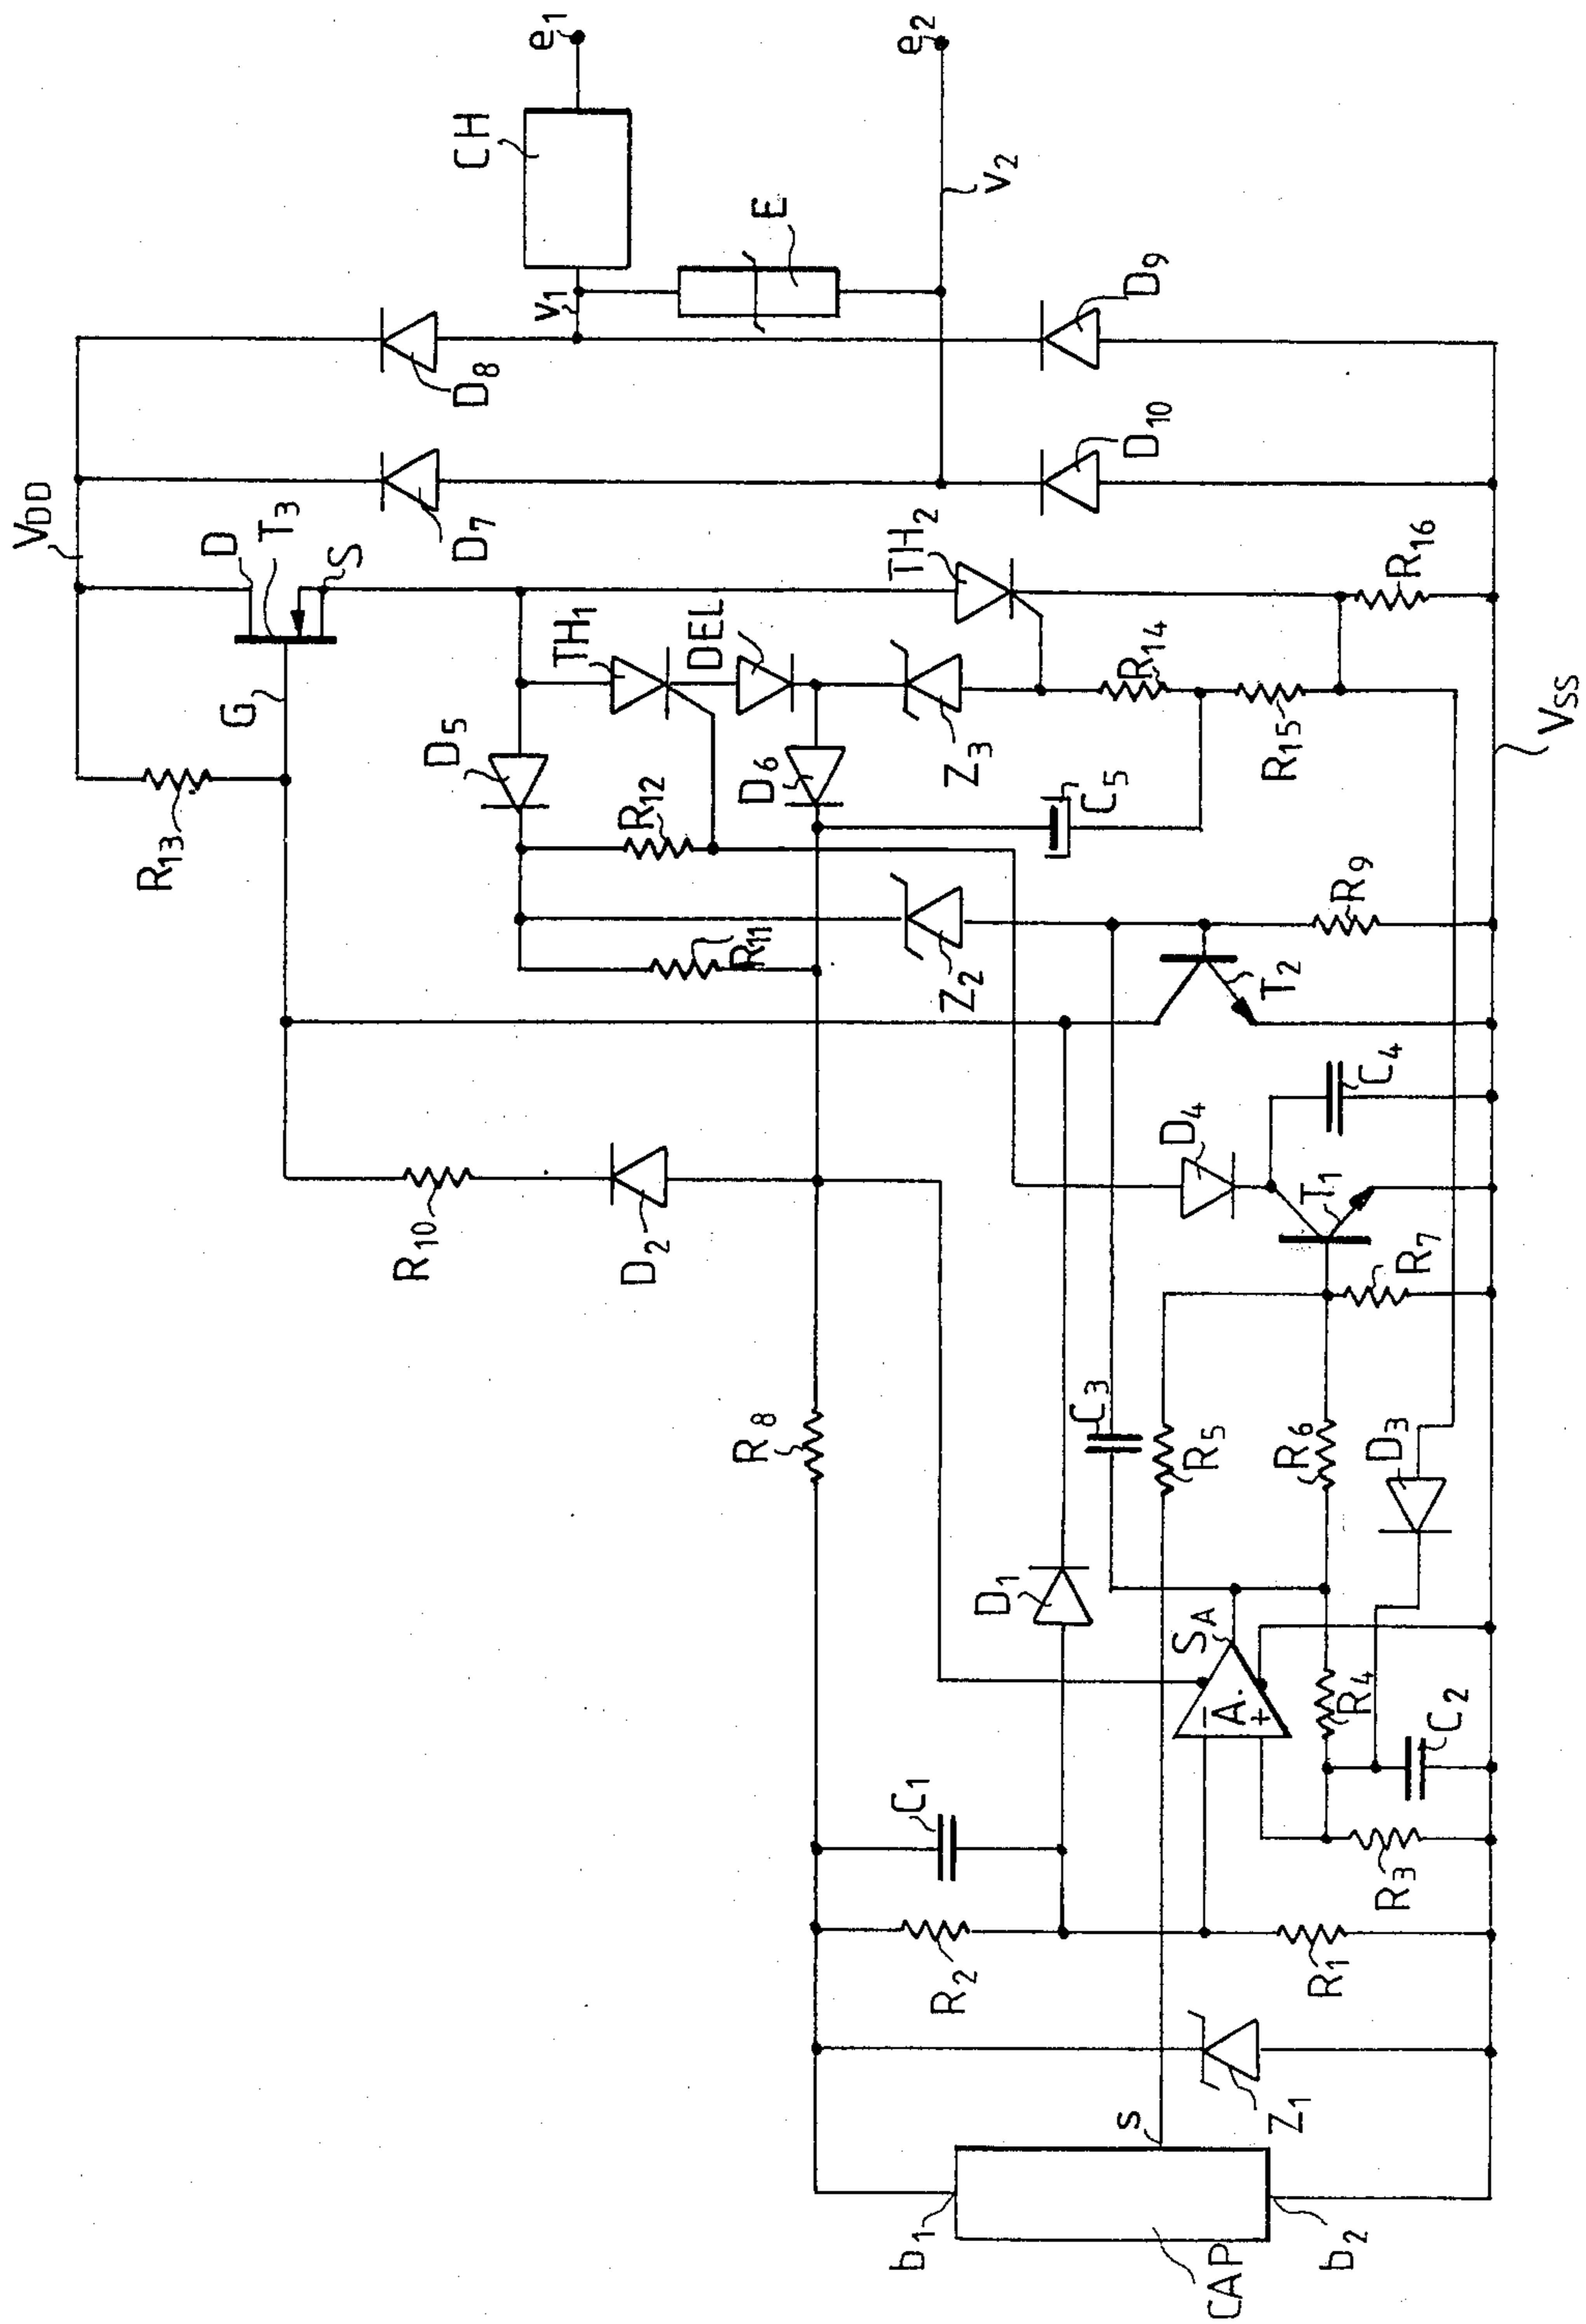 e1
CH
e2
v1
E
v2
VDD
D8
D9
D7
D10
D
T3
S
G
TH1
DEL
TH2
R16
R14
R15
Z3
D5
R12
D6
C5
R13
R11
Z2
R9
T2
VSS
R10
D2
D4
C4
T1
R7
R8
C3
R5
R6
D3
D1
SA
A.
−
+
R4
C2
C1
R2
R3
R1
Z1
s
b1
b2
CAP